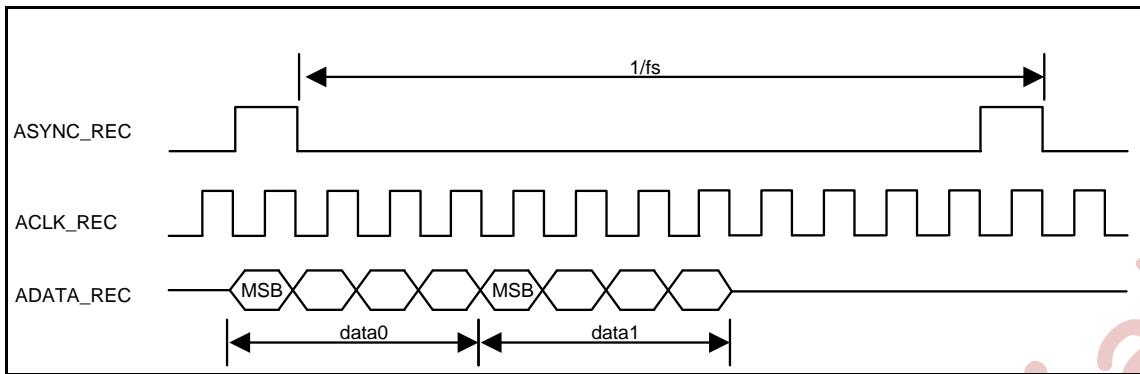 1/fs
ASYNC_REC
ACLK_REC
ADATA_REC MSB MSB
data0 data1